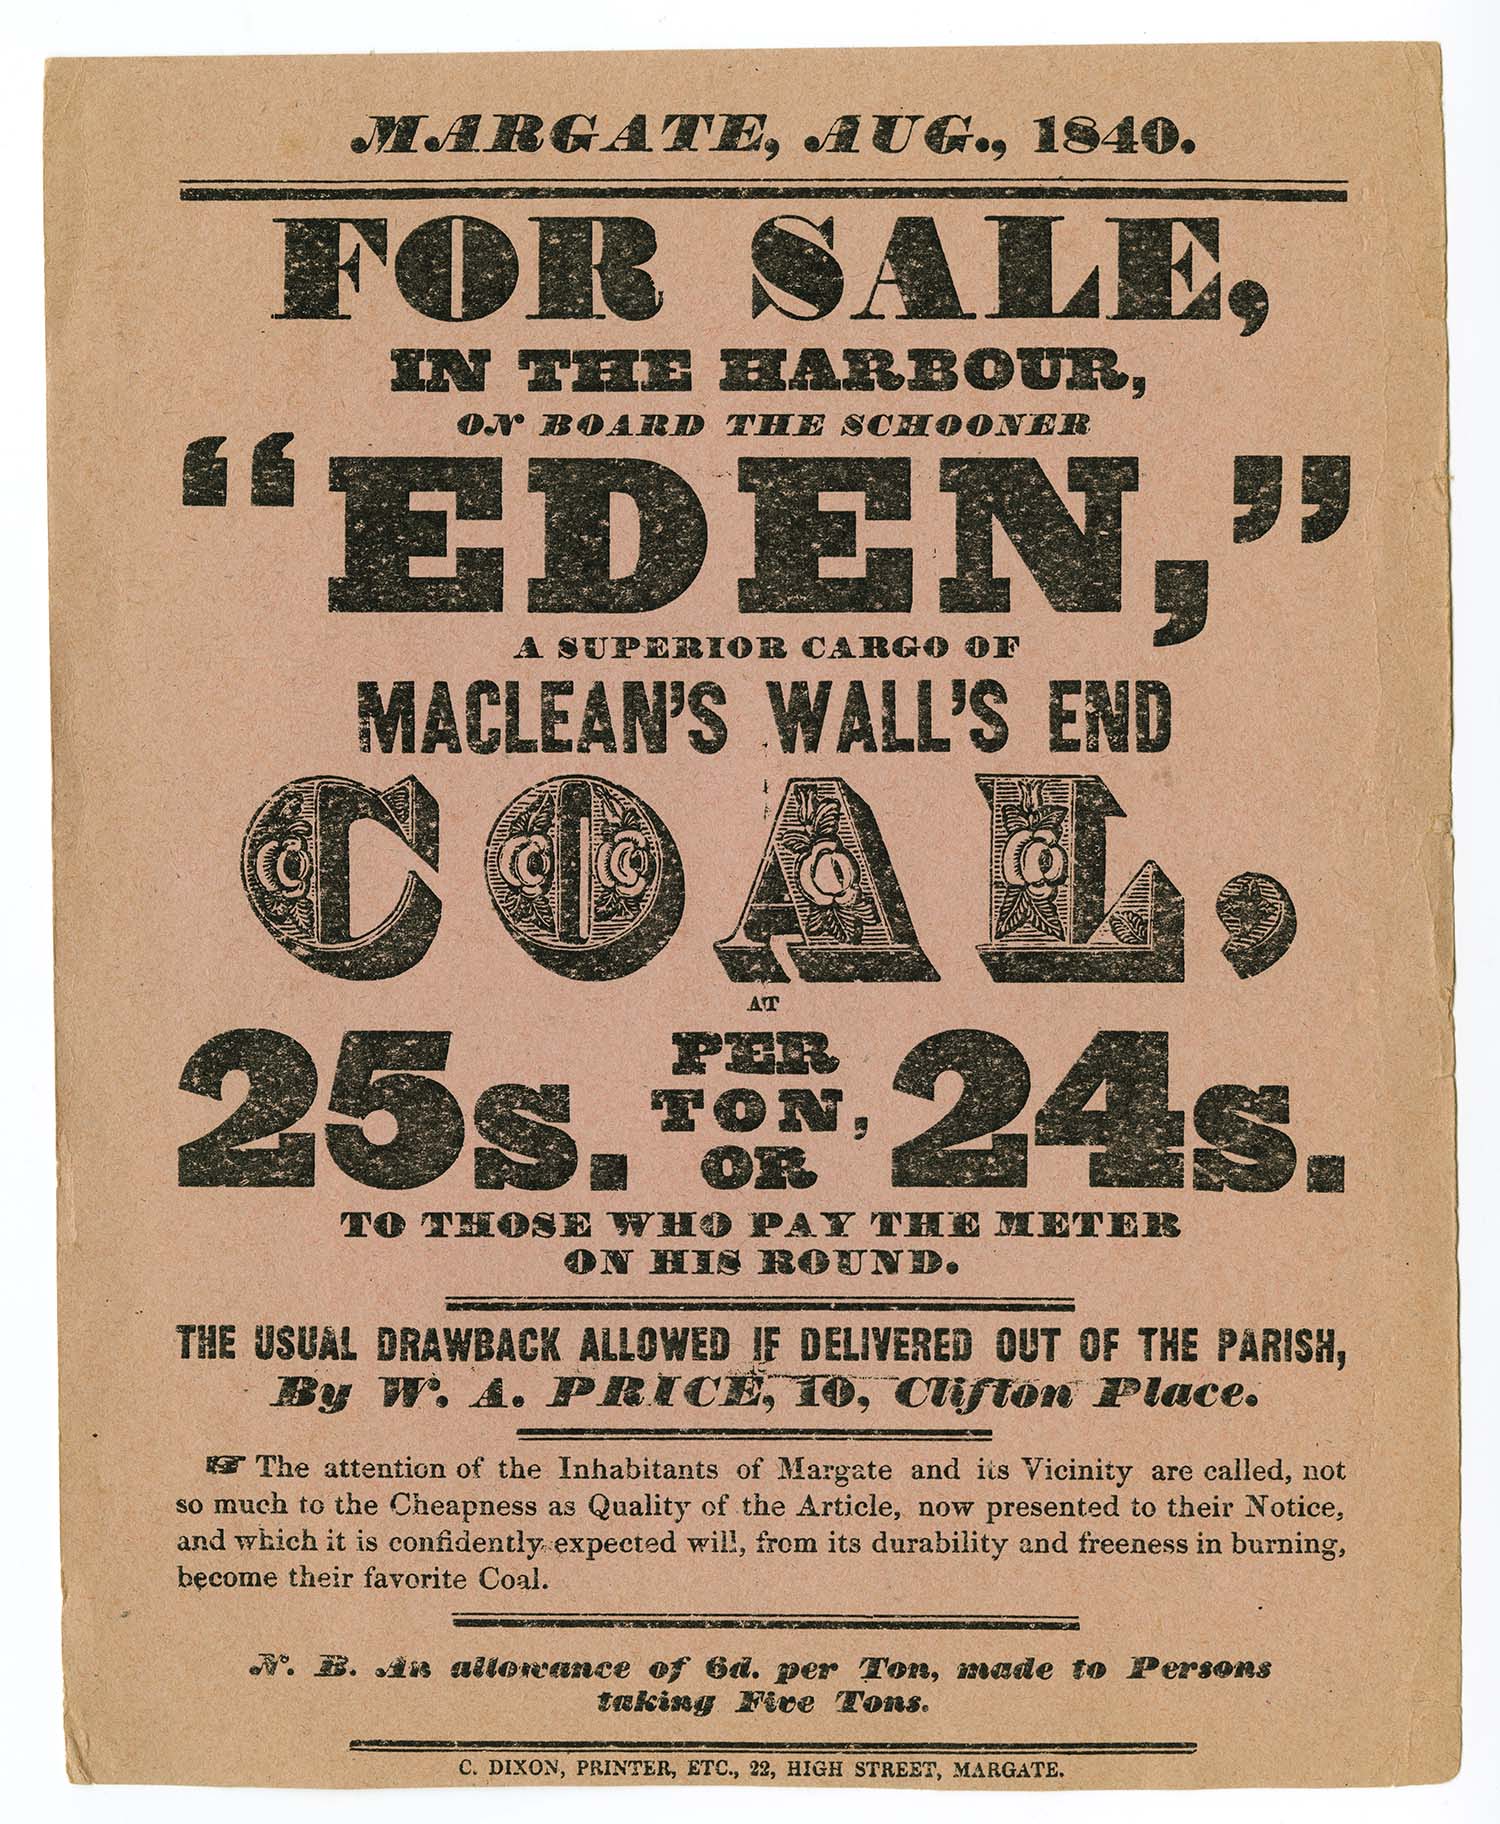 MARGATE, AUG., 1840.
FOR SALE,
IN THE HARBOUR,
ON BOARD THE SCHOONER
“EDEN,”
A SUPERIOR CARGO OF
MACLEAN'S WALL'S END
COAL,
AT
25s. PER TON, OR 24s.
TO THOSE WHO PAY THE METER
ON HIS ROUND.
THE USUAL DRAWBACK ALLOWED IF DELIVERED OUT OF THE PARISH,
By W. A. PRICE, 10, Clifton Place.
☞ The attention of the Inhabitants of Margate and its Vicinity are called, not
so much to the Cheapness as Quality of the Article, now presented to their Notice,
and which it is confidently expected will, from its durability and freeness in burning,
become their favorite Coal.
N. B. An allowance of 6d. per Ton, made to Persons
taking Five Tons.
C. DIXON, PRINTER, ETC., 22, HIGH STREET, MARGATE.